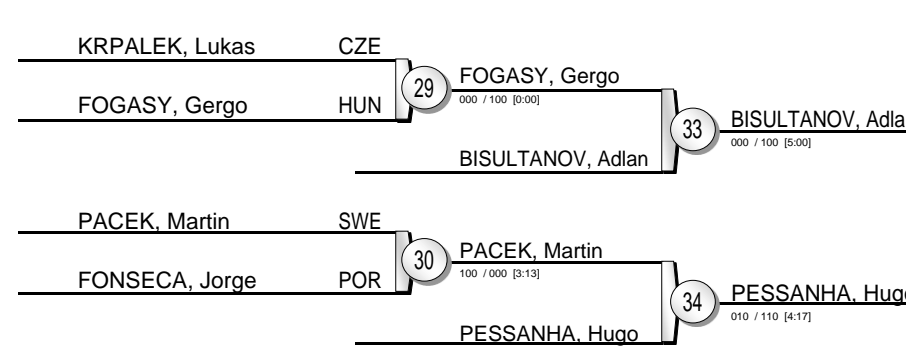 KRPALEK, Lukas CZE
FOGASY, Gergo HUN
29
FOGASY, Gergo
000 / 100 [0:00]
BISULTANOV, Adlan
33
BISULTANOV, Adla
000 / 100 [5:00]
PACEK, Martin SWE
FONSECA, Jorge POR
30
PACEK, Martin
100 / 000 [3:13]
PESSANHA, Hugo
34
PESSANHA, Hugo
010 / 110 [4:17]